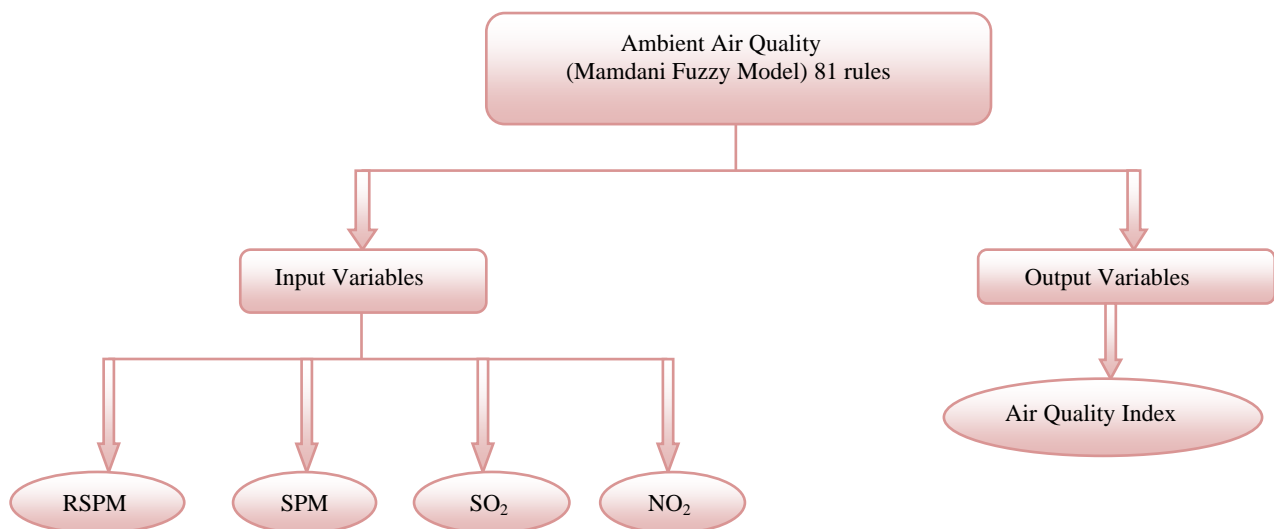 Ambient Air Quality
(Mamdani Fuzzy Model) 81 rules
Input Variables
Output Variables
Air Quality Index
RSPM
SPM
SO₂
NO₂